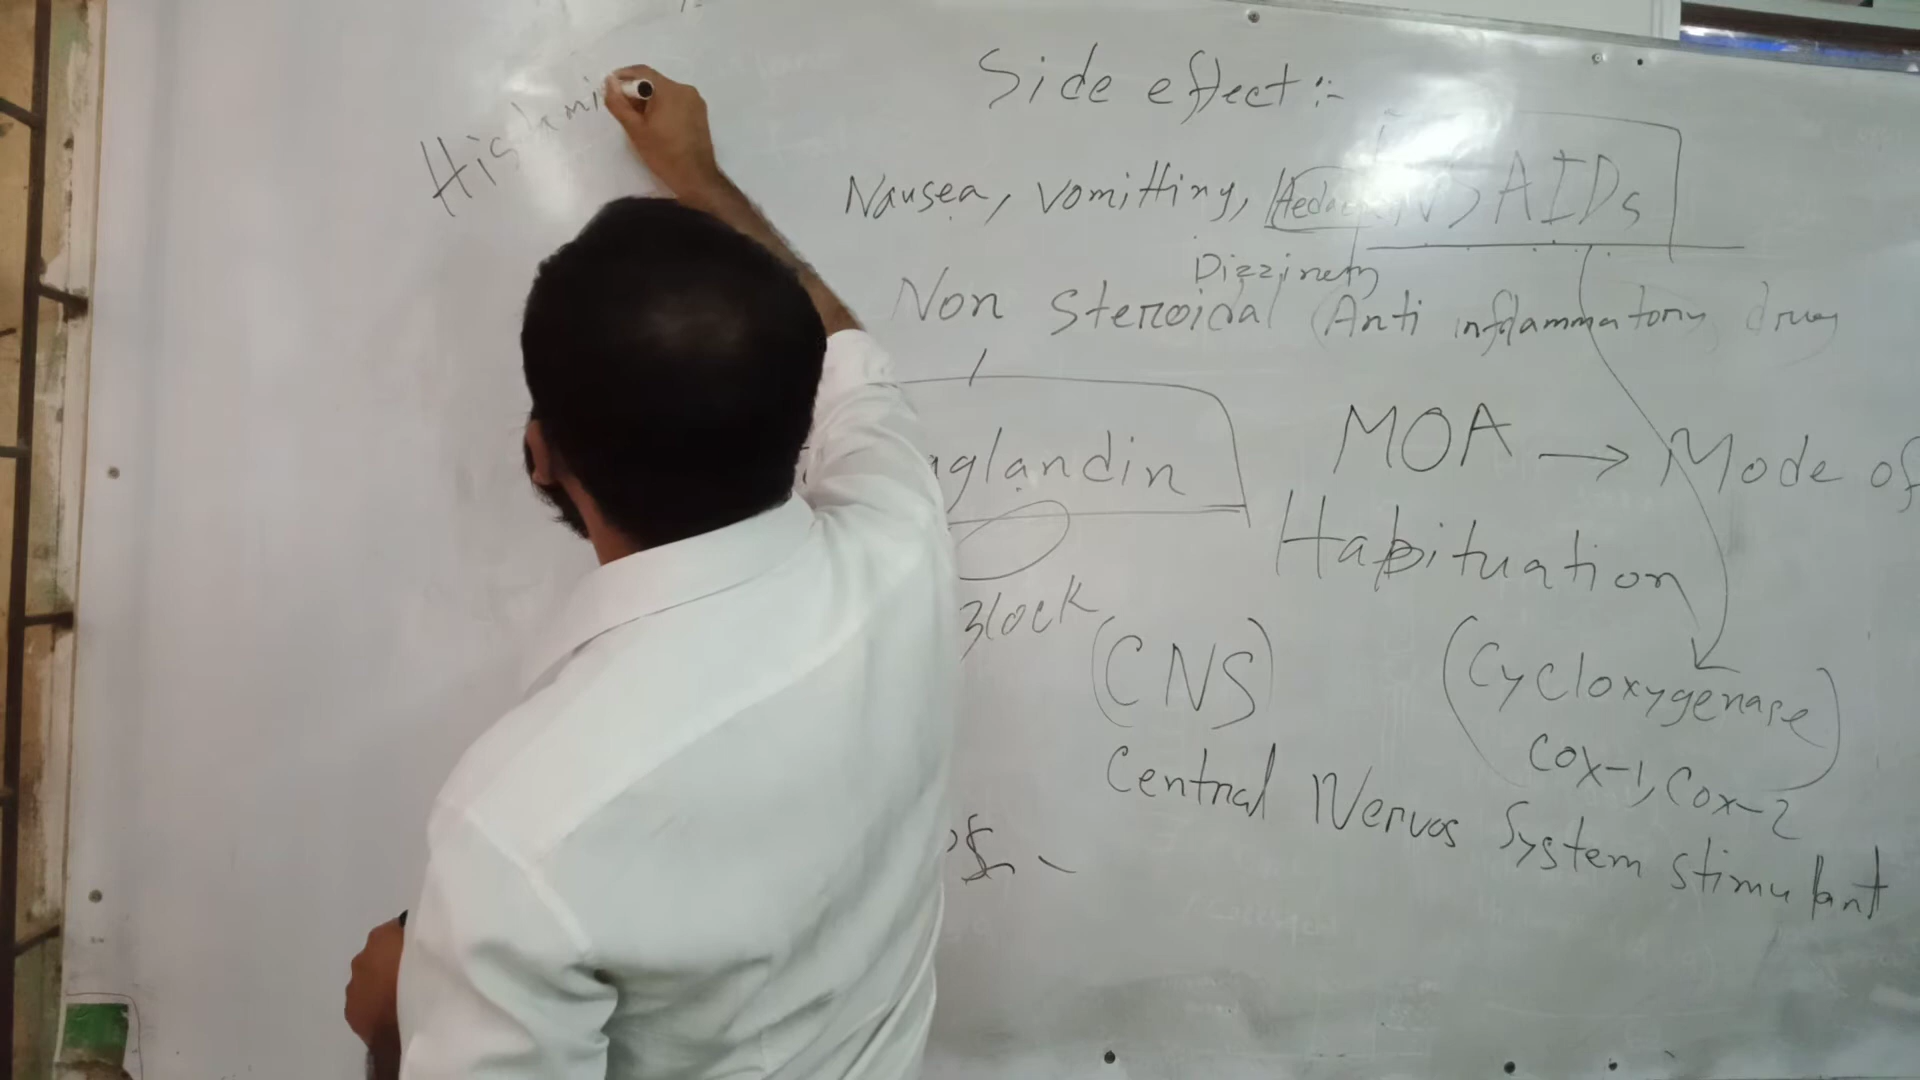 Histami
Side effect :-
Nausea, vomitting,
NSAIDs
Dizziness
Non steroidal Anti inflammatory drug
aglandin
MOA → Mode of
Habituation
Block
(CNS)
(Cycloxygenase)
Cox-1, Cox-2
Central Nervos System stimulant